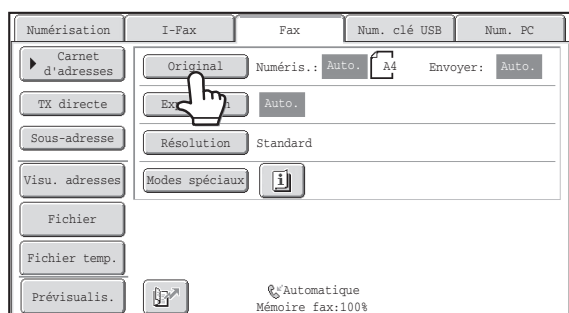 Numérisation I-Fax Fax Num. clé USB Num. PC
Carnet
d'adresses
Original Numéris.: Auto. A4 Envoyer: Auto.
TX directe
Auto.
Sous-adresse
Résolution Standard
Visu. adresses
Modes spéciaux
Fichier
Fichier temp.
Prévisualis.
Automatique
Mémoire fax:100%